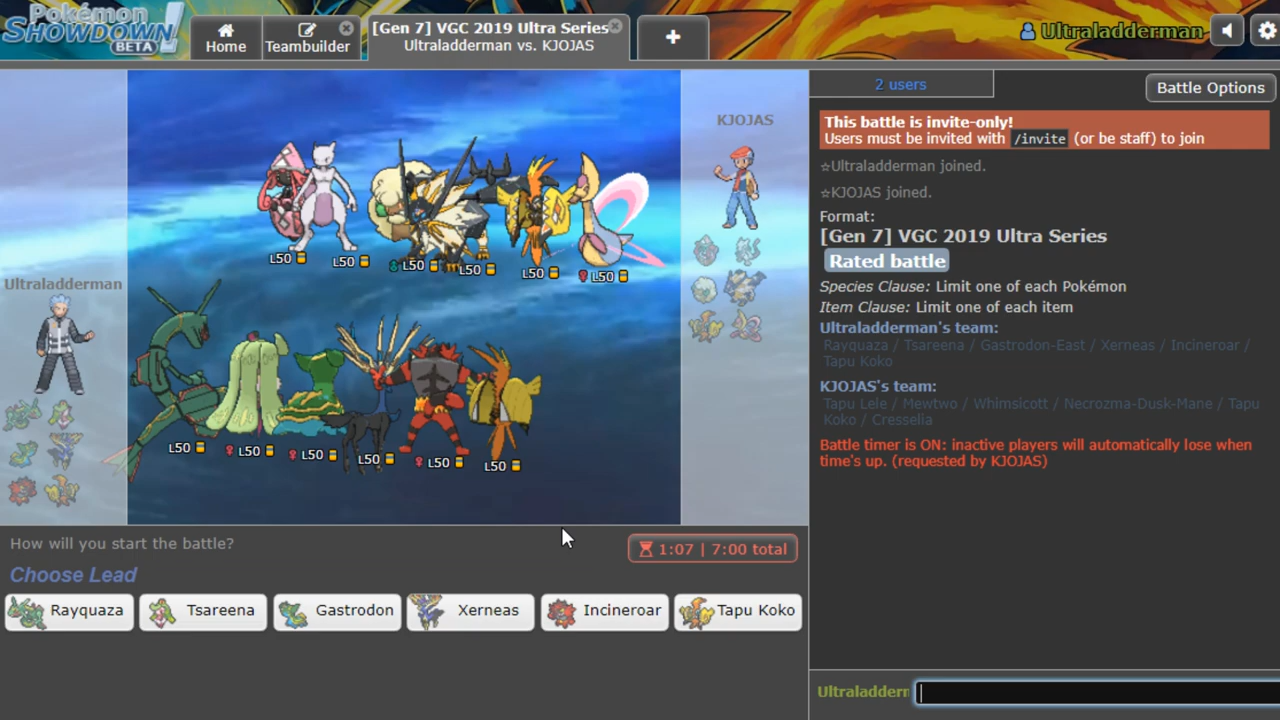 Pokémon
SHOWDOWN!
BETA
Home
Teambuilder
[Gen 7] VGC 2019 Ultra Series
Ultraladderman vs. KJOJAS
+
Ultraladderman
2 users
Battle Options
This battle is invite-only!
Users must be invited with /invite (or be staff) to join
☆Ultraladderman joined.
☆KJOJAS joined.
Format:
[Gen 7] VGC 2019 Ultra Series
Rated battle
Species Clause: Limit one of each Pokémon
Item Clause: Limit one of each item
Ultraladderman's team:
Rayquaza / Tsareena / Gastrodon-East / Xerneas / Incineroar /
Tapu Koko
KJOJAS's team:
Tapu Lele / Mewtwo / Whimsicott / Necrozma-Dusk-Mane / Tapu
Koko / Cressella
Battle timer is ON: inactive players will automatically lose when
time's up. (requested by KJOJAS)
KJOJAS
L50 L50 L50 L50 L50 L50
Ultraladderman
L50 L50 L50 L50 L50 L50
How will you start the battle?
1:07 | 7:00 total
Choose Lead
Rayquaza Tsareena Gastrodon Xerneas Incineroar Tapu Koko
Ultraladderm